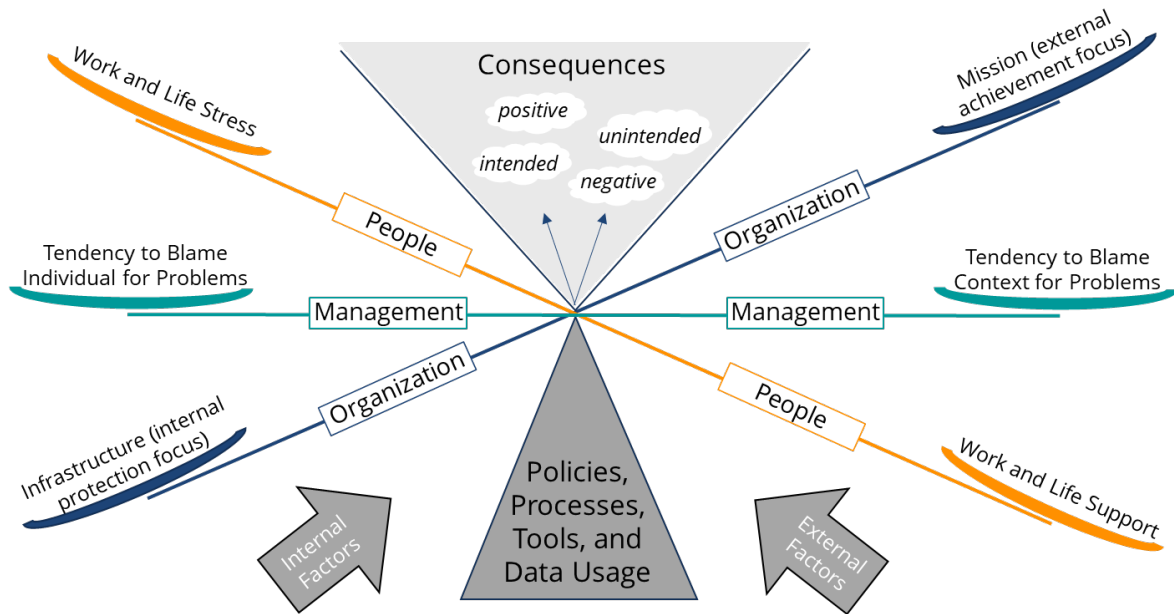 Consequences
positive
unintended
intended
negative
Work and Life Stress
People
Mission (external
achievement focus)
Organization
Tendency to Blame
Individual for Problems
Management
Management
Tendency to Blame
Context for Problems
Organization
Infrastructure (internal
protection focus)
People
Work and Life Support
Policies,
Processes,
Tools, and
Data Usage
Internal
Factors
External
Factors